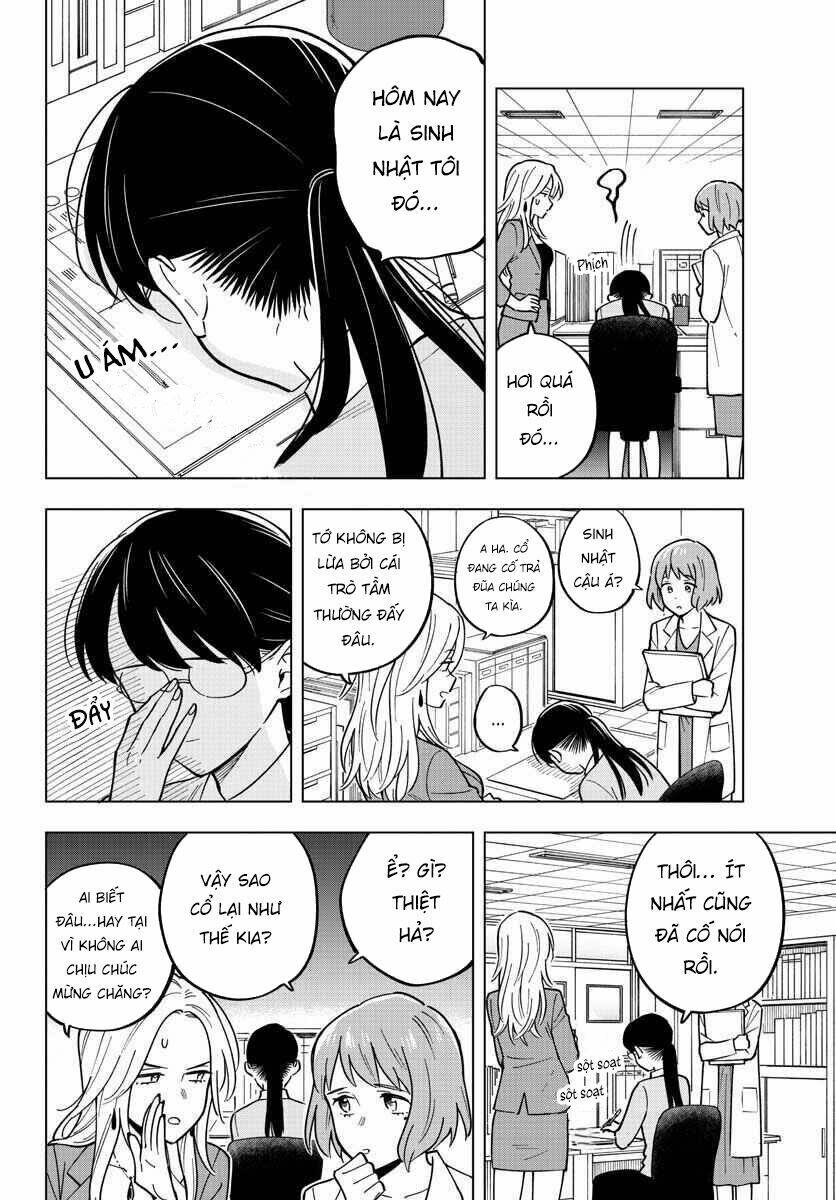 Phịch
HƠI QUÁ
RỒI
ĐÓ...
HÔM NAY
LÀ SINH
NHẬT TÔI
ĐÓ...
U ÁM...
SINH
NHẬT
CẬU Á?
A HA. CỔ
ĐANG CỐ TRẢ
ĐŨA CHÚNG
TA KÌA.
TỚ KHÔNG BỊ
LỪA BỞI CÁI
TRÒ TẦM
THƯỜNG ĐẤY
ĐÂU.
...
ĐẨY
THÔI... ÍT
NHẤT CŨNG
ĐÃ CỐ NÓI
RỒI.
sột soạt
sột soạt
Ể? GÌ?
THIỆT
HẢ?
VẬY SAO
CỔ LẠI NHƯ
THẾ KIA?
AI BIẾT
ĐÂU...HAY TẠI
VÌ KHÔNG AI
CHỊU CHÚC
MỪNG CHĂNG?